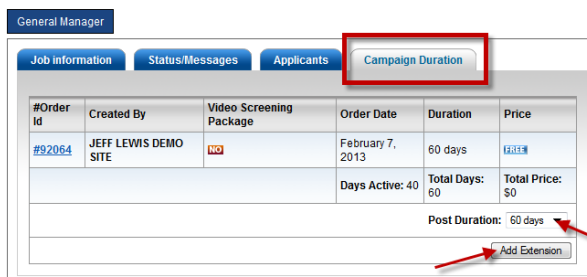 General Manager
Job information Status/Messages Applicants Campaign Duration
#Order Id Created By Video Screening Package Order Date Duration Price
#92064 JEFF LEWIS DEMO SITE NO February 7, 2013 60 days FREE
Days Active: 40 Total Days: 60 Total Price: $0
Post Duration: 60 days
Add Extension